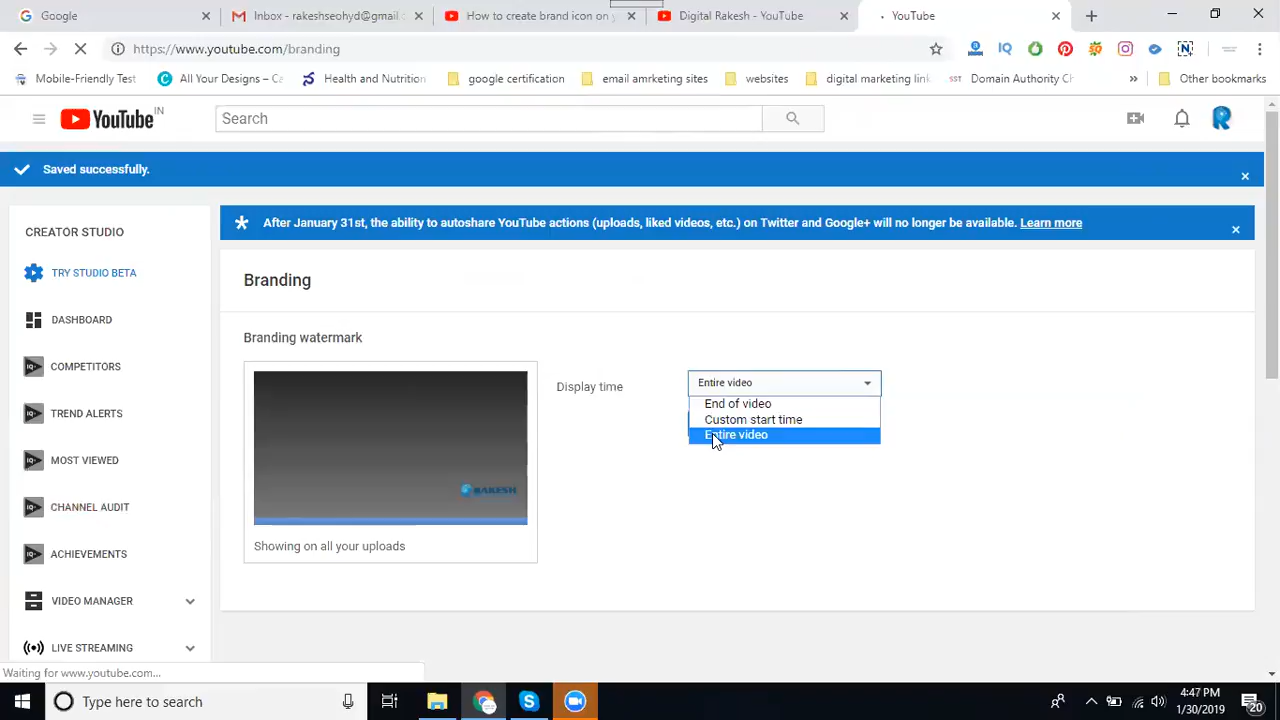 Google
Inbox - rakeshseohyd@gmai
How to create brand icon on y
Digital Rakesh - YouTube
YouTube
https://www.youtube.com/branding
Mobile-Friendly Test
All Your Designs – Ca
Health and Nutrition
google certification
email amrketing sites
websites
digital marketing link
Domain Authority Ch
Other bookmarks
YouTube IN
Search
Saved successfully.
After January 31st, the ability to autoshare YouTube actions (uploads, liked videos, etc.) on Twitter and Google+ will no longer be available. Learn more
CREATOR STUDIO
TRY STUDIO BETA
DASHBOARD
COMPETITORS
TREND ALERTS
MOST VIEWED
CHANNEL AUDIT
ACHIEVEMENTS
VIDEO MANAGER
LIVE STREAMING
Branding
Branding watermark
RAKESH
Showing on all your uploads
Display time
Entire video
End of video
Custom start time
Entire video
Waiting for www.youtube.com...
Type here to search
4:47 PM
1/30/2019
20